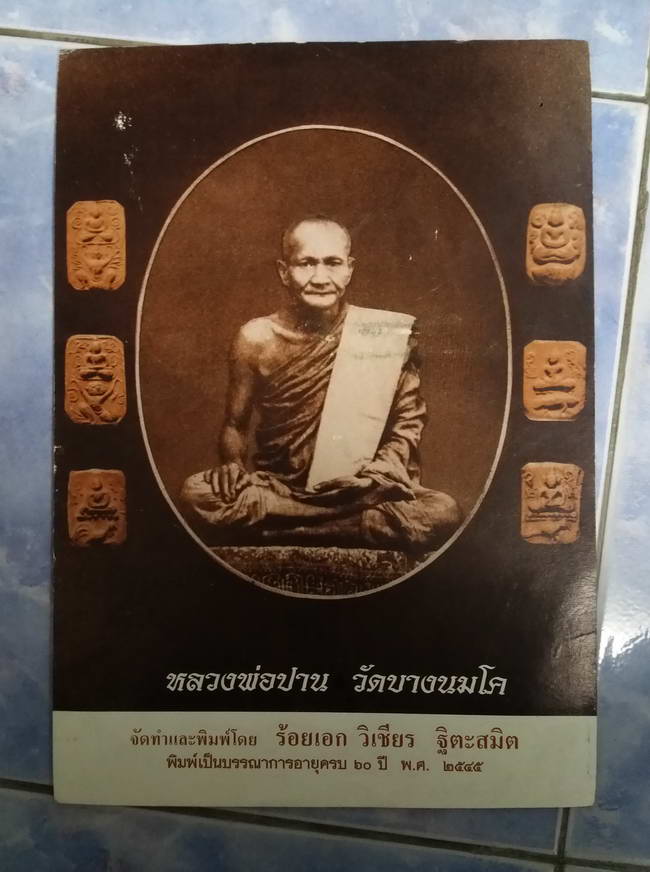 หลวงพ่อปาน วัดบางนมโค
จัดทำและพิมพ์โดย ร้อยเอก วิเชียร ฐิตะสมิต
พิมพ์เป็นบรรณาการอายุครบ ๖๐ ปี พ.ศ. ๒๕๔๕